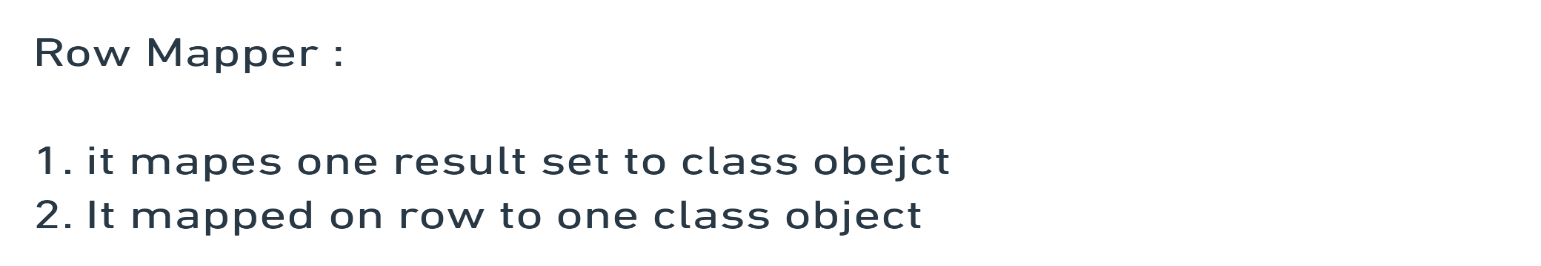 Row Mapper :
1. it mapes one result set to class obejct
2. It mapped on row to one class object